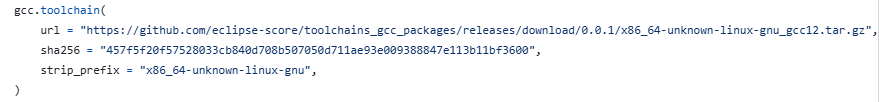 gcc.toolchain(
    url = "https://github.com/eclipse-score/toolchains_gcc_packages/releases/download/0.0.1/x86_64-unknown-linux-gnu_gcc12.tar.gz",
    sha256 = "457f5f20f57528033cb840d708b507050d711ae93e009388847e113b11bf3600",
    strip_prefix = "x86_64-unknown-linux-gnu",
)